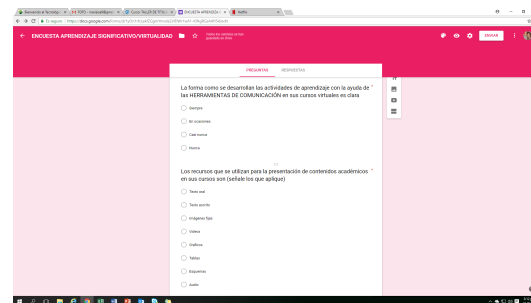 Es seguro
ENCUESTA APRENDIZAJE SIGNIFICATIVO/VIRTUALIDAD
ENVIAR
PREGUNTAS RESPUESTAS
La forma como se desarrollan las actividades de aprendizaje con la ayuda de *
las HERRAMIENTAS DE COMUNICACIÓN en sus cursos virtuales es clara
Siempre
En ocasiones
Casi nunca
Nunca
Los recursos que se utilizan para la presentación de contenidos académicos *
en sus cursos son (señale los que aplique)
Texto oral
Texto escrito
Imágenes fijas
Videos
Gráficos
Tablas
Esquemas
Audio